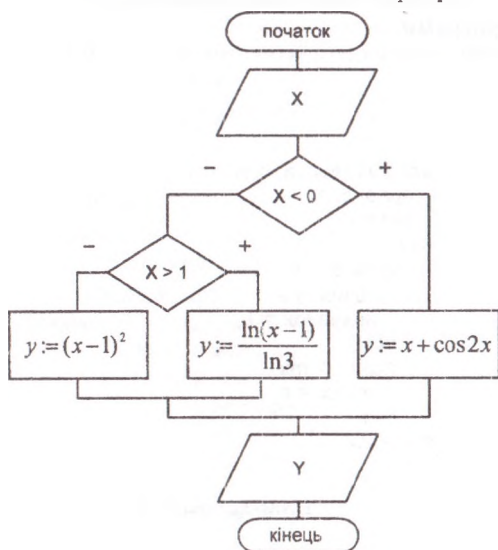 початок
X
– +
X < 0
– +
X > 1
y:=(x−1)²
y:= ln(x−1)
ln3
y:= x+cos2x
Y
кінець